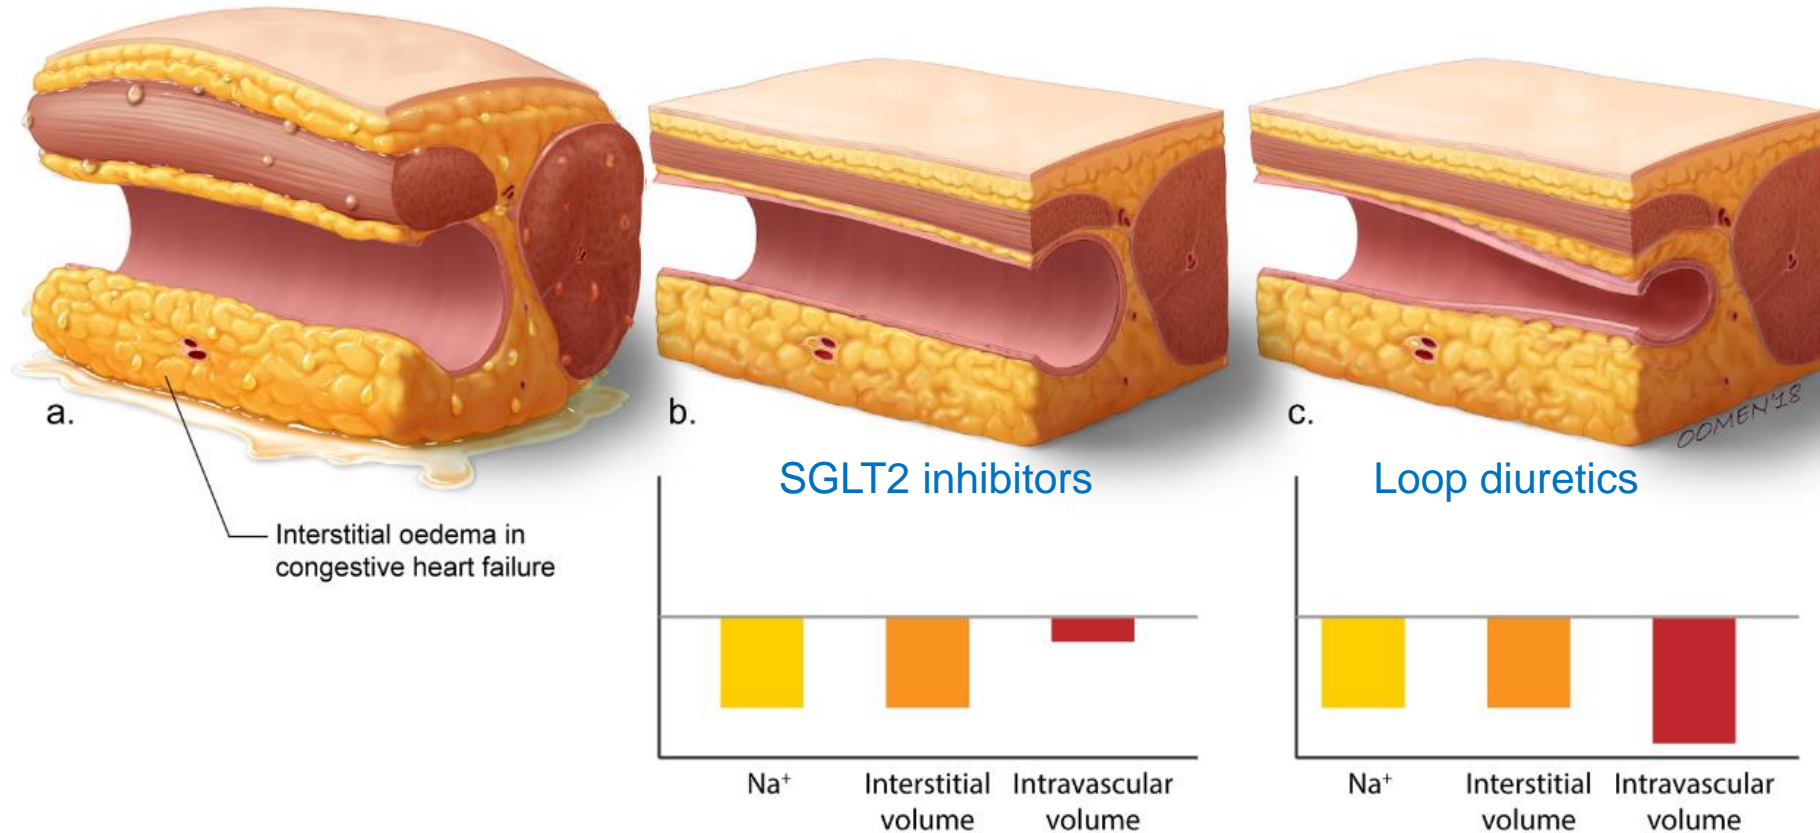 a.
b.
c.
OOMEN'18
SGLT2 inhibitors
Loop diuretics
Interstitial oedema in
congestive heart failure
Na⁺
Interstitial
volume
Intravascular
volume
Na⁺
Interstitial
volume
Intravascular
volume